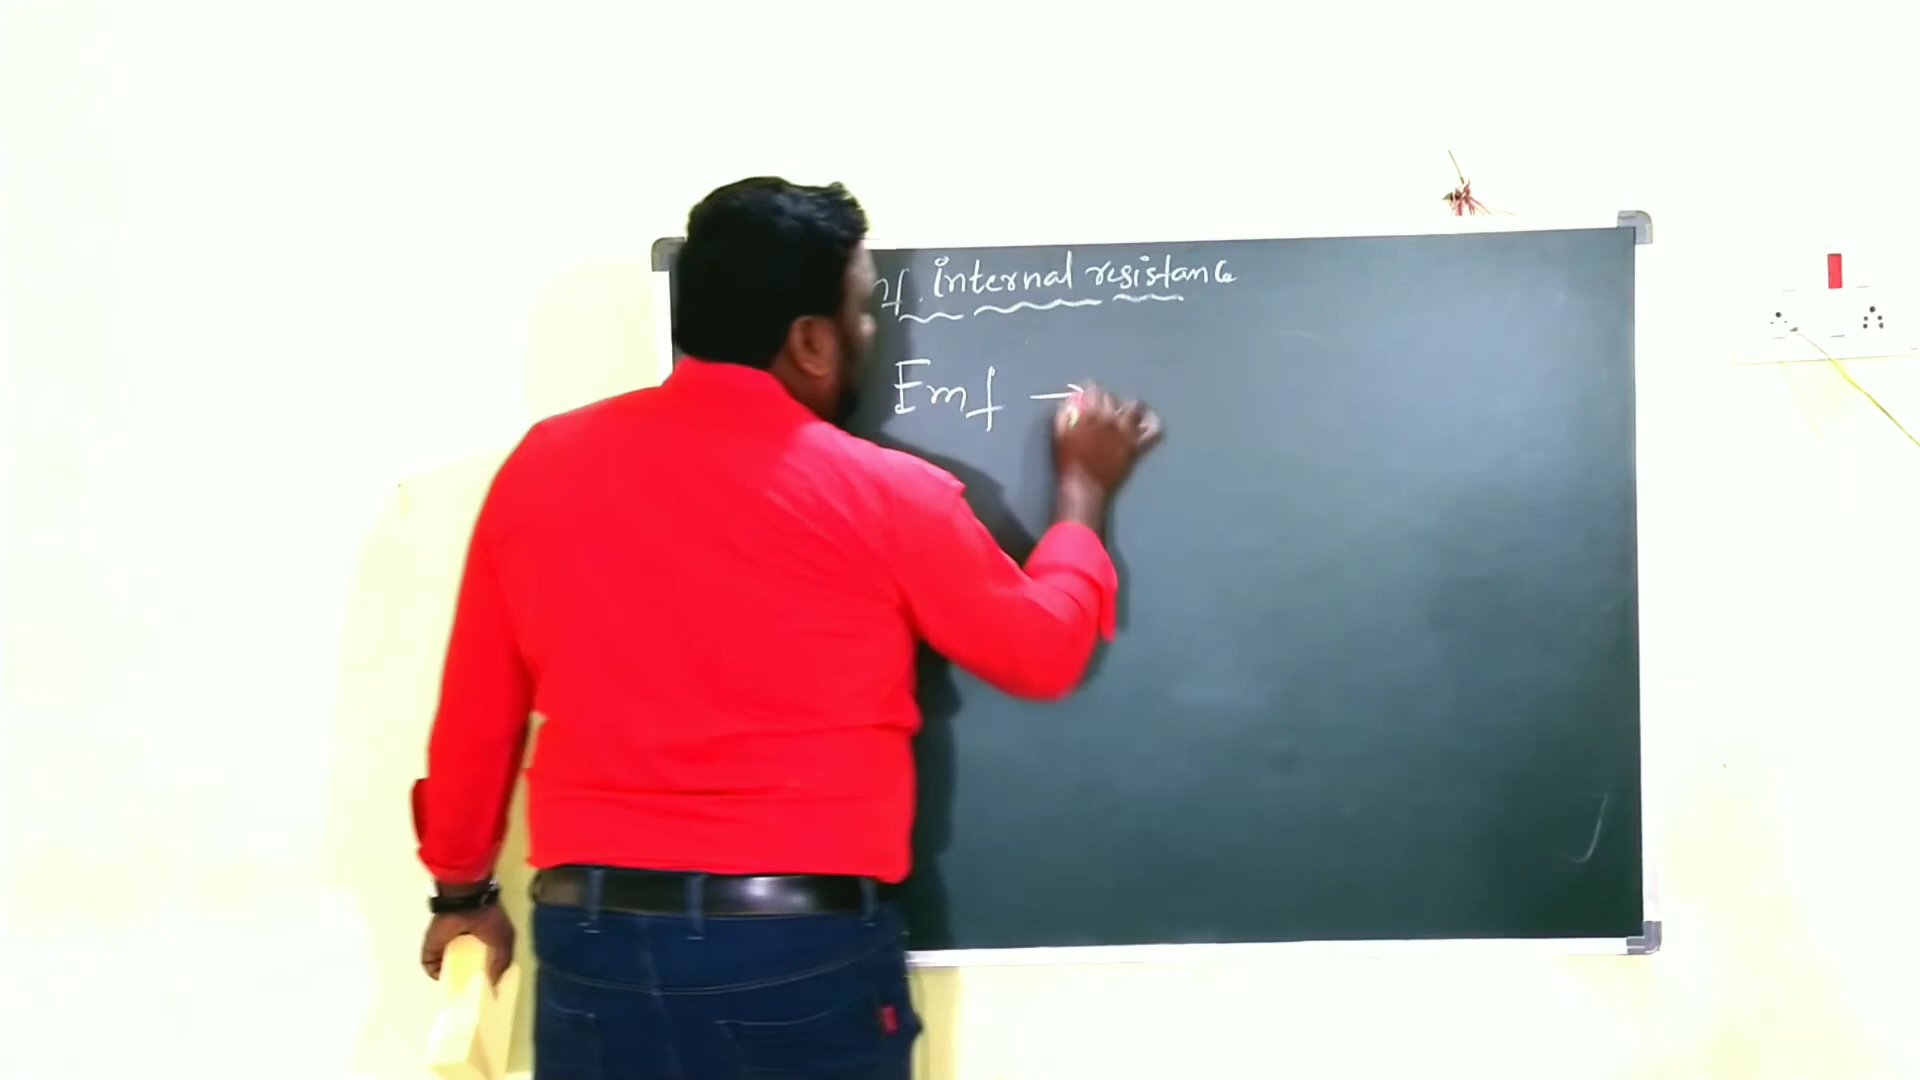 internal resistance
Emf →